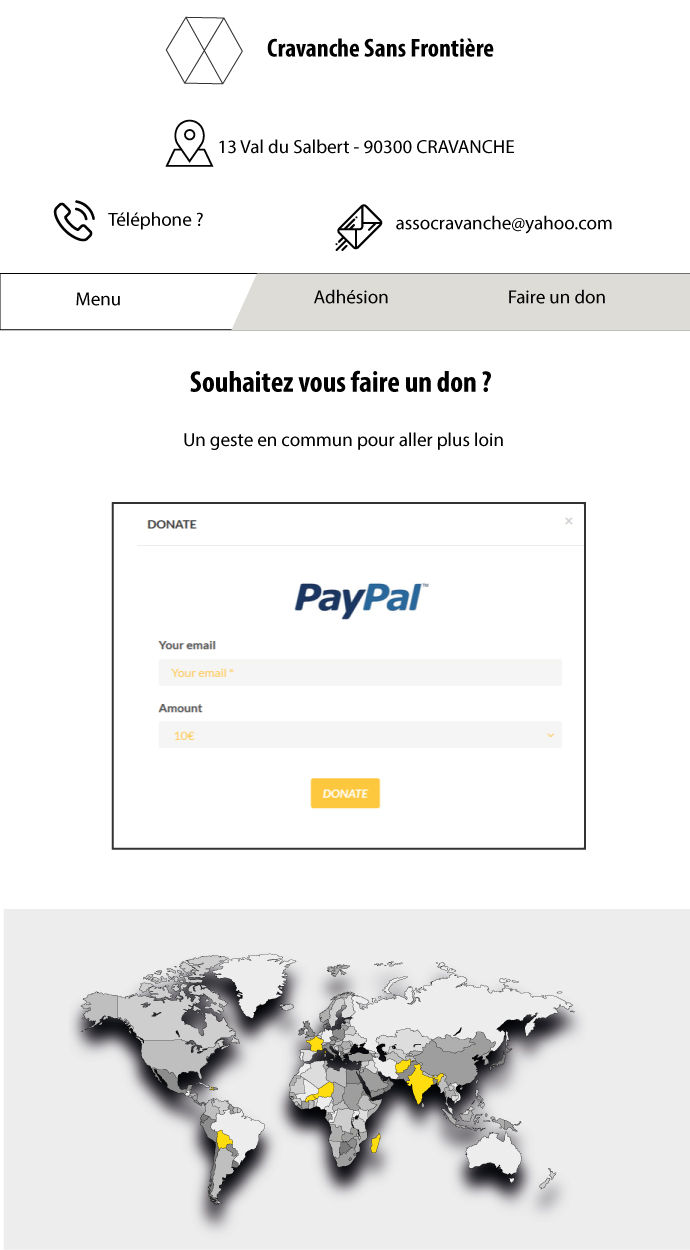 Cravanche Sans Frontière
13 Val du Salbert - 90300 CRAVANCHE
Téléphone ?
assocravanche@yahoo.com
Menu
Adhésion
Faire un don
Souhaitez vous faire un don ?
Un geste en commun pour aller plus loin
DONATE
×
PayPal™
Your email
Your email *
Amount
10€
DONATE